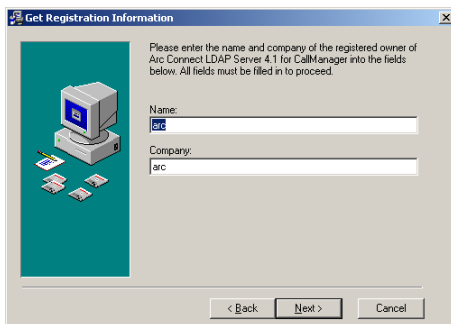 Get Registration Information
Please enter the name and company of the registered owner of
Arc Connect LDAP Server 4.1 for CallManager into the fields
below. All fields must be filled in to proceed.
Name:
arc
Company:
arc
< Back Next > Cancel